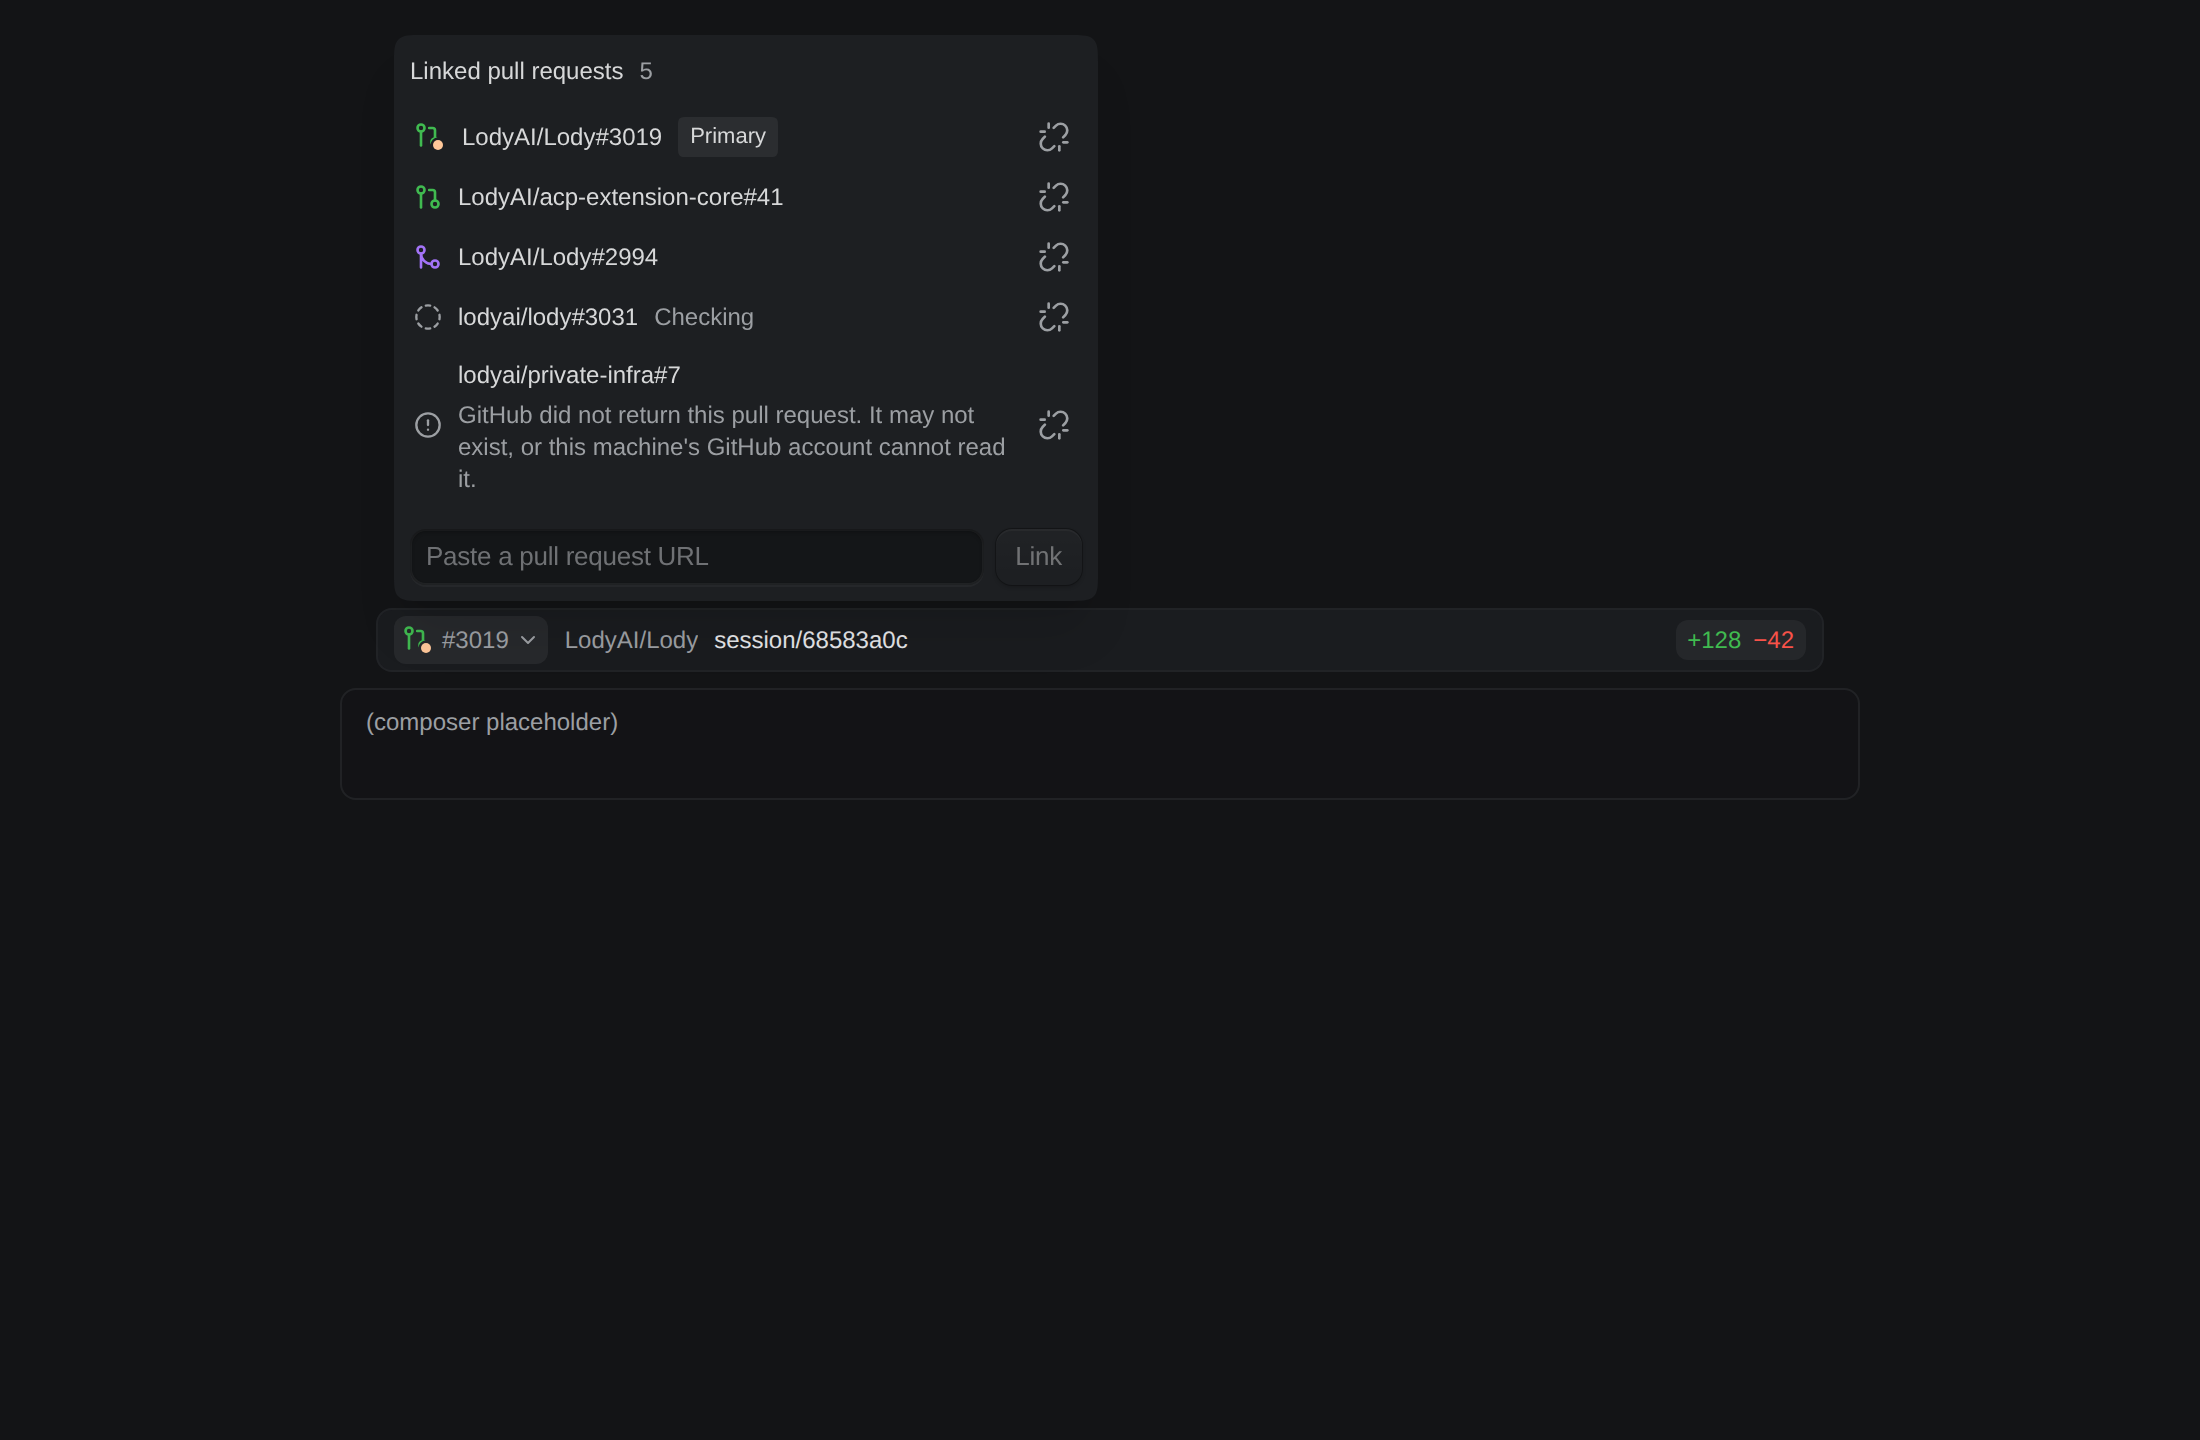 Linked pull requests 5
LodyAI/Lody#3019 Primary
LodyAI/acp-extension-core#41
LodyAI/Lody#2994
lodyai/lody#3031 Checking
lodyai/private-infra#7
GitHub did not return this pull request. It may not
exist, or this machine's GitHub account cannot read
it.
Paste a pull request URL Link
#3019 LodyAI/Lody session/68583a0c +128 −42
(composer placeholder)